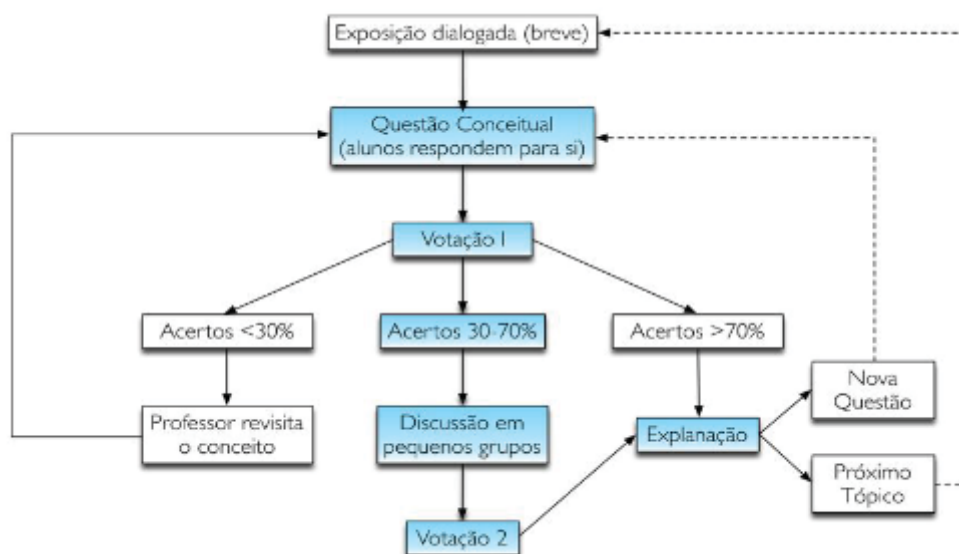 Exposição dialogada (breve)
Questão Conceitual
(alunos respondem para si)
Votação 1
Acertos <30%
Acertos 30-70%
Acertos >70%
Professor revisita
o conceito
Discussão em
pequenos grupos
Explanação
Nova
Questão
Próximo
Tópico
Votação 2